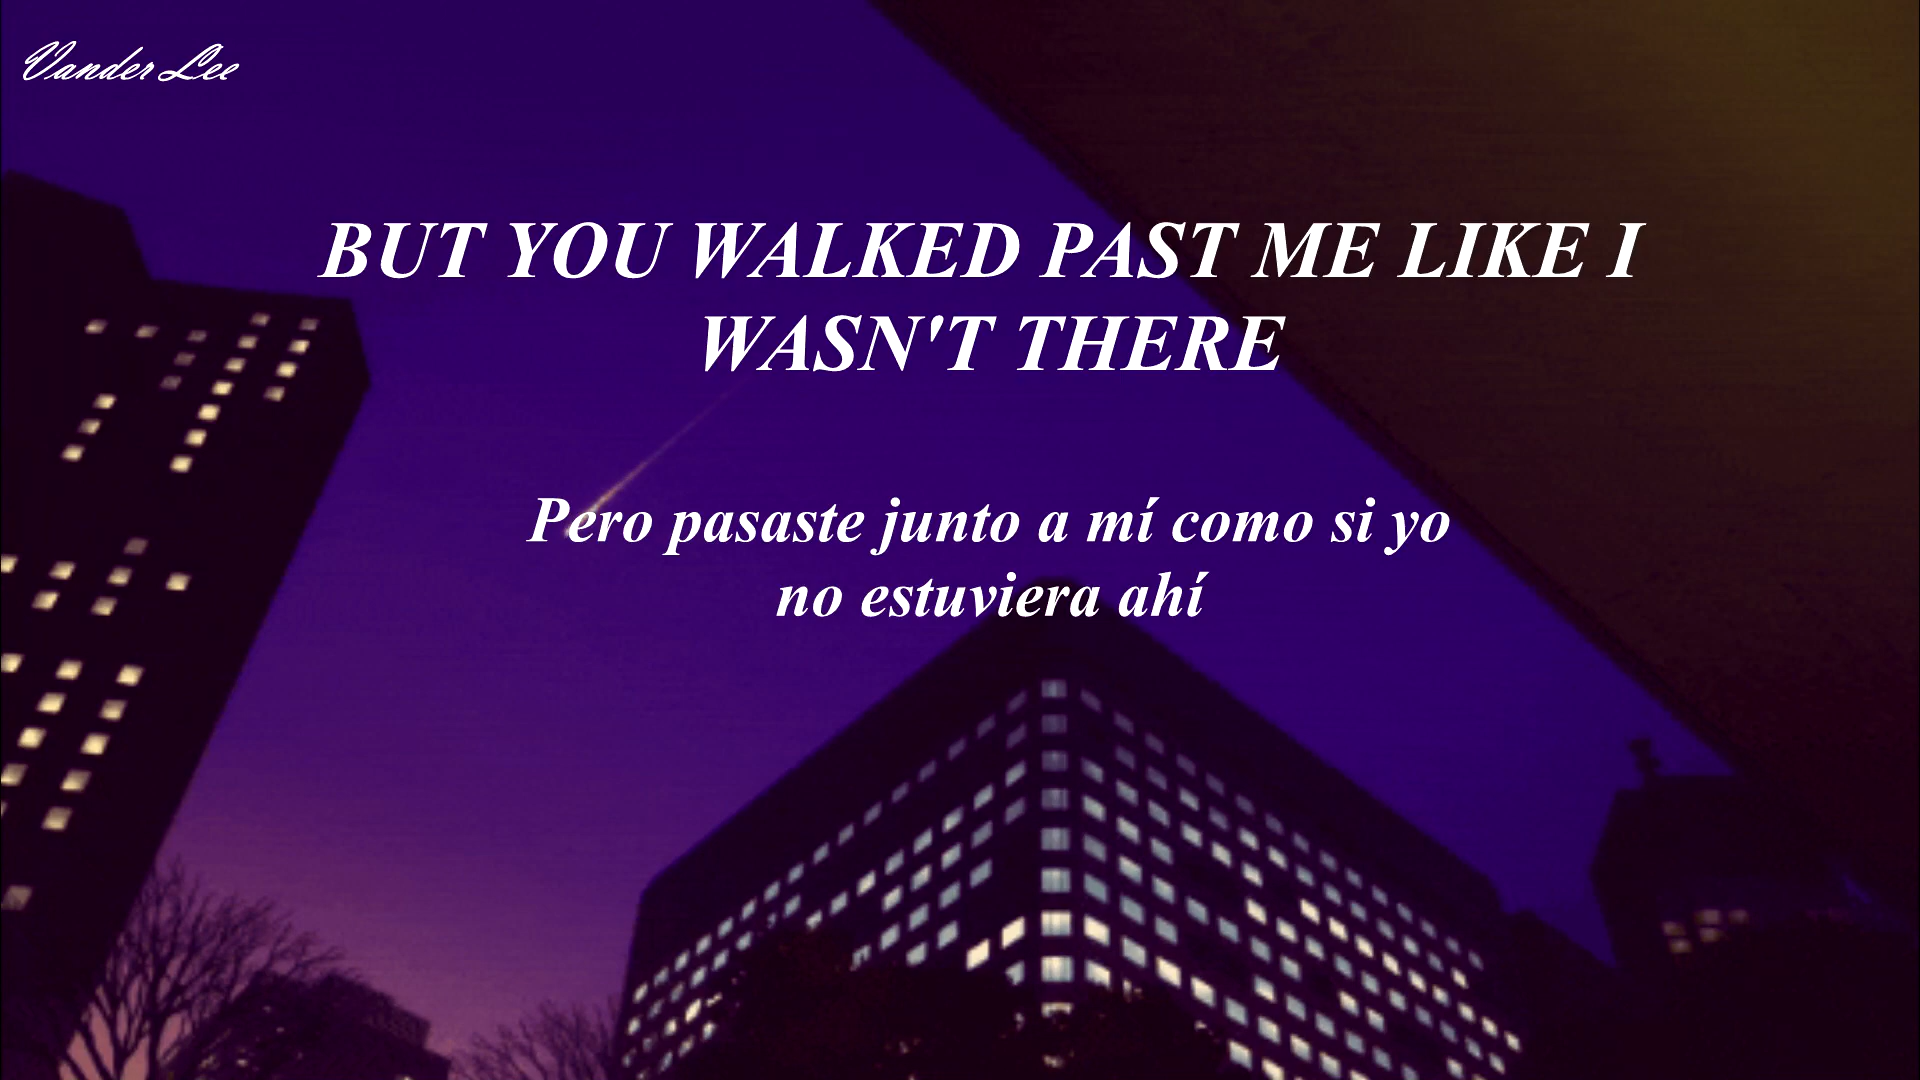 Vander Lee
BUT YOU WALKED PAST ME LIKE I
WASN'T THERE
Pero pasaste junto a mí como si yo
no estuviera ahí